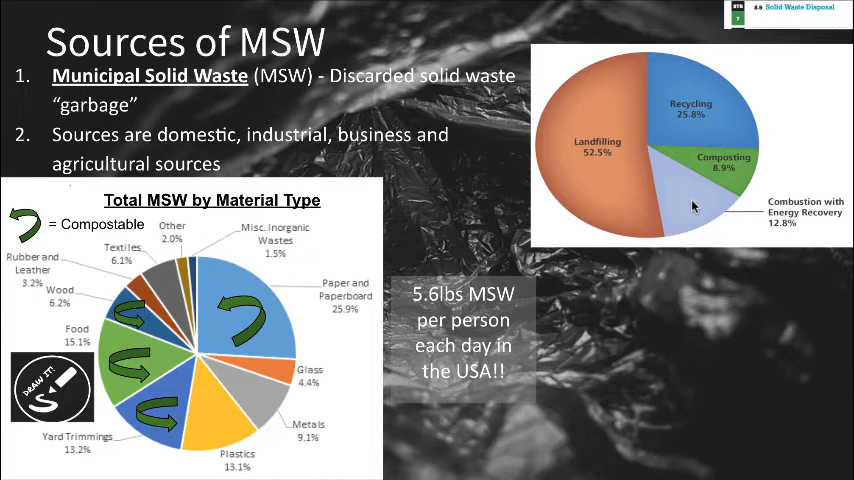 STB
7
8.9 Solid Waste Disposal
Sources of MSW
1. Municipal Solid Waste (MSW) - Discarded solid waste
“garbage”
2. Sources are domestic, industrial, business and
agricultural sources
Recycling
25.8%
Landfilling
52.5%
Composting
8.9%
Combustion with
Energy Recovery
12.8%
Total MSW by Material Type
= Compostable
Other
2.0%
Misc. Inorganic
Wastes
1.5%
Textiles
6.1%
Rubber and
Leather
3.2%
Wood
6.2%
Paper and
Paperboard
25.9%
Food
15.1%
Glass
4.4%
DRAW IT!
Metals
9.1%
Yard Trimmings
13.2%
Plastics
13.1%
5.6lbs MSW
per person
each day in
the USA!!